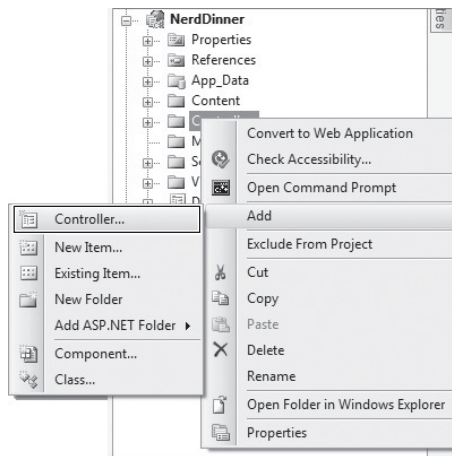 NerdDinner
Properties
References
App_Data
Content
Convert to Web Application
Check Accessibility...
Open Command Prompt
Add
Exclude From Project
Cut
Copy
Paste
Delete
Rename
Open Folder in Windows Explorer
Properties
Controller...
New Item...
Existing Item...
New Folder
Add ASP.NET Folder
Component...
Class...